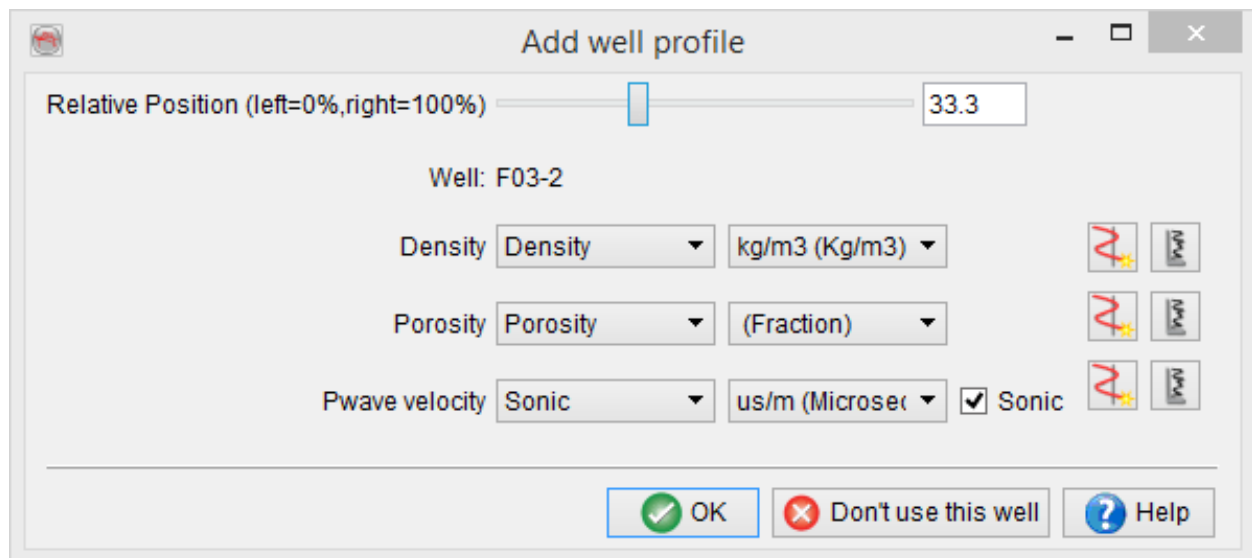 Add well profile
Relative Position (left=0%,right=100%) 33.3
Well: F03-2
Density Density kg/m3 (Kg/m3)
Porosity Porosity (Fraction)
Pwave velocity Sonic us/m (Microsec Sonic
OK Don't use this well Help